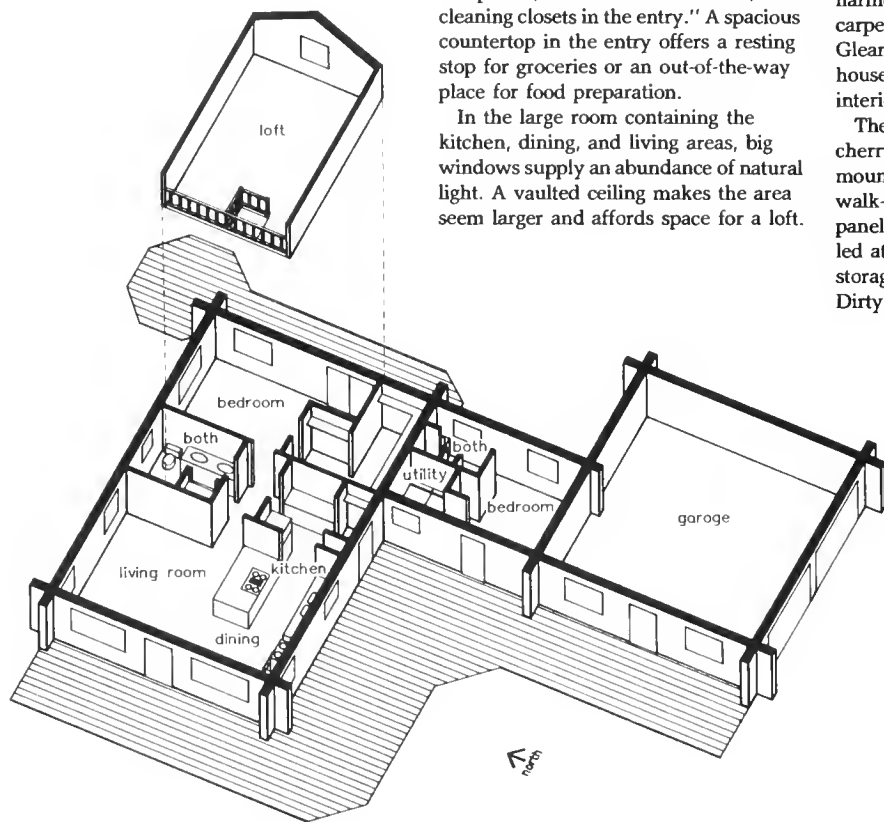 cleaning closets in the entry." A spacious
countertop in the entry offers a resting
stop for groceries or an out-of-the-way
place for food preparation.
In the large room containing the
kitchen, dining, and living areas, big
windows supply an abundance of natural
light. A vaulted ceiling makes the area
seem larger and affords space for a loft.
carpe
Glear
house
interi
The
cherr
moun
walk-
panel
led at
storag
Dirty
loft
bedroom
both
both
utility
bedroom
garage
living room
kitchen
dining
north